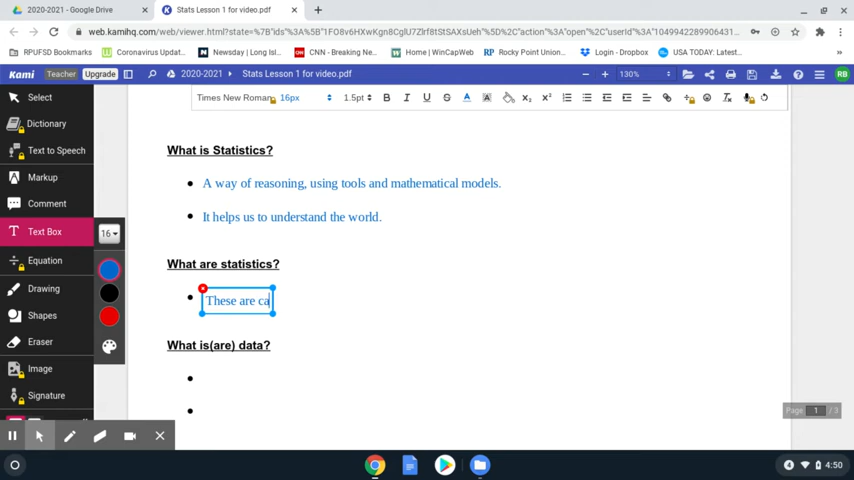 2020-2021 - Google Drive
Stats Lesson 1 for video.pdf
web.kamihq.com/web/viewer.html?state=%7B"ids"%3A%5B"1FO8v6HXwKgn8CglU7Zlrf8tStAXsUeh"%5D%2C"action"%3A"open"%2C"userId"%3A"1049942289906431...
RPUFSD Bookmarks
Coronavirus Updat...
Newsday | Long Isl...
CNN - Breaking Ne...
Home | WinCapWeb
Rocky Point Union...
Login - Dropbox
USA TODAY: Latest...
Kami
Teacher
Upgrade
2020-2021
Stats Lesson 1 for video.pdf
130%
RB
Select
Times New Roman
16px
1.5pt
B I U S A A X₂ X²
Dictionary
Text to Speech
Markup
Comment
Text Box
Equation
Drawing
Shapes
Eraser
Image
Signature
16
What is Statistics?
A way of reasoning, using tools and mathematical models.
It helps us to understand the world.
What are statistics?
These are ca
What is(are) data?
Page 1 / 3
4
4:50